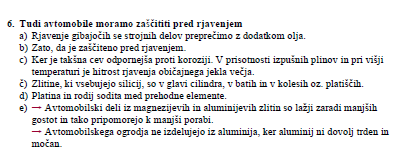 6. Tudi avtomobile moramo zaščititi pred rjavenjem
a) Rjavenje gibajočih se strojnih delov preprečimo z dodatkom olja.
b) Zato, da je zaščiteno pred rjavenjem.
c) Ker je takšna cev odpornejša proti koroziji. V prisotnosti izpušnih plinov in pri višji
temperaturi je hitrost rjavenja običajnega jekla večja.
č) Zlitine, ki vsebujejo silicij, so v glavi cilindra, v batih in v kolesih oz. platiščih.
d) Platina in rodij sodita med prehodne elemente.
e) → Avtomobilski deli iz magnezijevih in aluminijevih zlitin so lažji zaradi manjših
gostot in tako pripomorejo k manjši porabi.
→ Avtomobilskega ogrodja ne izdelujejo iz aluminija, ker aluminij ni dovolj trden in
močan.